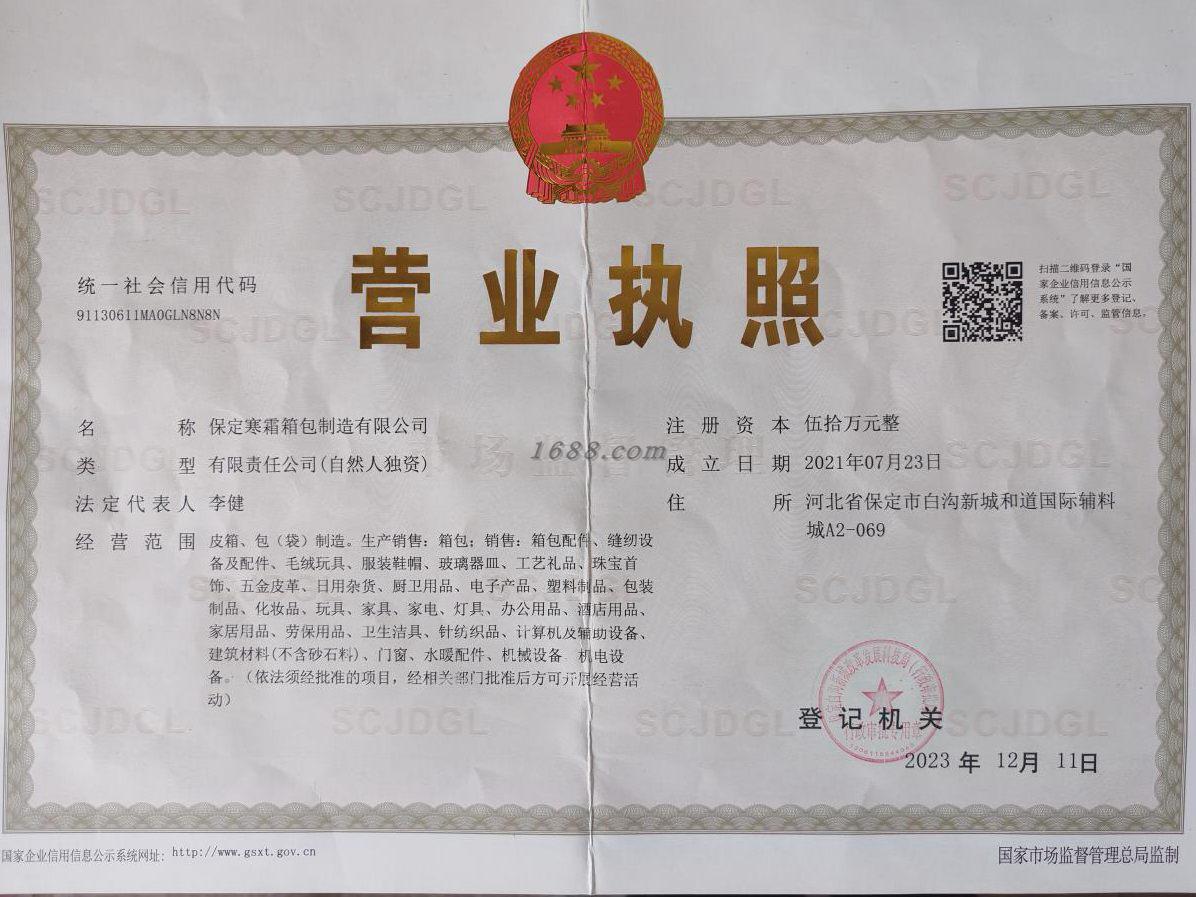 营业执照
统一社会信用代码
91130611MA0GLN8N8N
扫描二维码登录“国
家企业信用信息公示
系统”了解更多登记、
备案、许可、监管信息。
名称 保定寒霜箱包制造有限公司
类型 有限责任公司(自然人独资)
法定代表人 李健
经营范围 皮箱、包（袋）制造。生产销售：箱包；销售：箱包配件、缝纫设
备及配件、毛绒玩具、服装鞋帽、玻璃器皿、工艺礼品、珠宝首
饰、五金皮革、日用杂货、厨卫用品、电子产品、塑料制品、包装
制品、化妆品、玩具、家具、家电、灯具、办公用品、酒店用品、
家居用品、劳保用品、卫生洁具、针纺织品、计算机及辅助设备、
建筑材料(不含砂石料)、门窗、水暖配件、机械设备、机电设
备。（依法须经批准的项目，经相关部门批准后方可开展经营活
动）
注册资本 伍拾万元整
成立日期 2021年07月23日
住所 河北省保定市白沟新城和道国际辅料
城A2-069
1688.com
登记机关
行政审批专用章
2023 年 12月 11日
国家企业信用信息公示系统网址：http://www.gsxt.gov.cn
国家市场监督管理总局监制